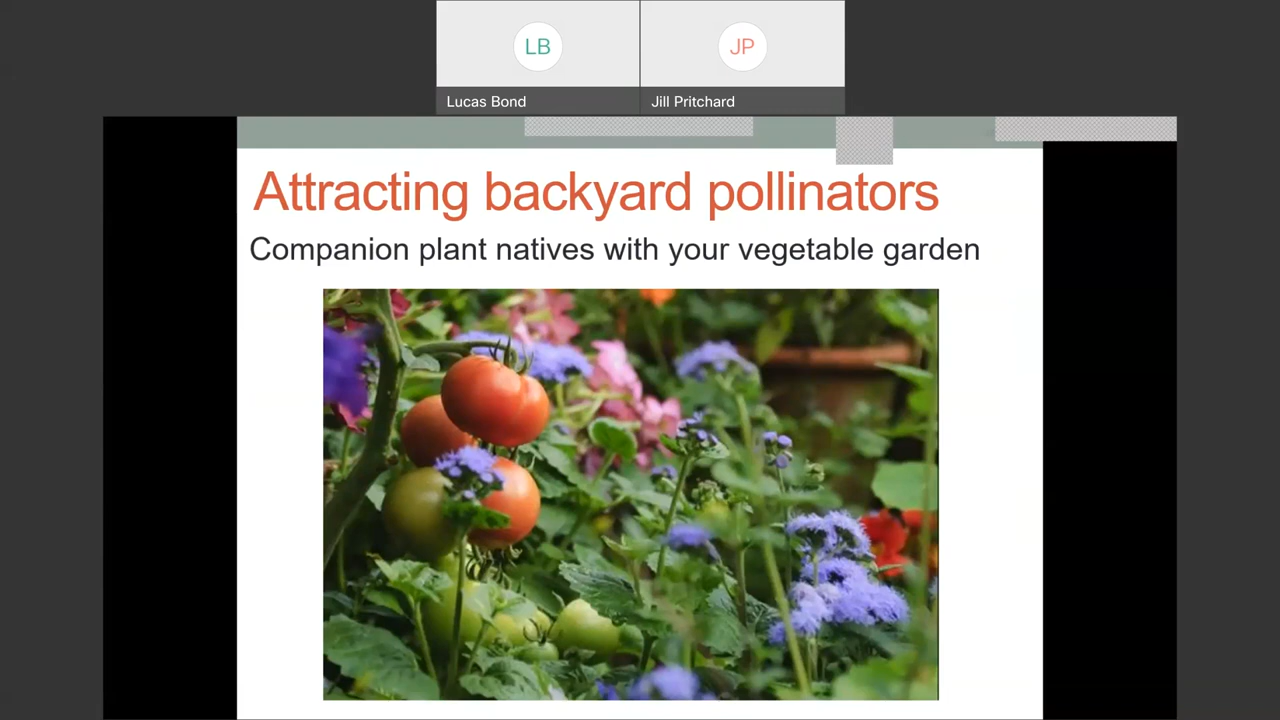 LB
JP
Lucas Bond
Jill Pritchard
Attracting backyard pollinators
Companion plant natives with your vegetable garden